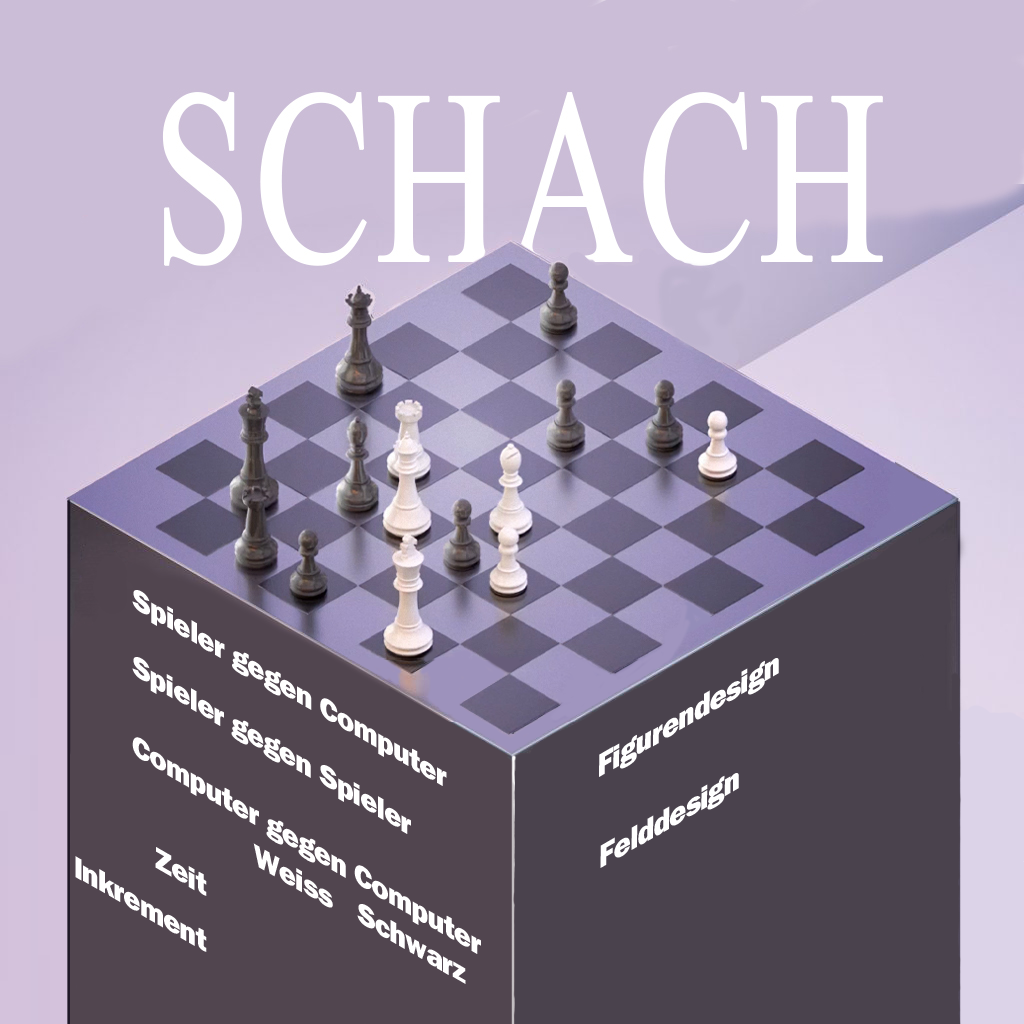 SCHACH
Spieler gegen Computer
Spieler gegen Spieler
Computer gegen Computer
Zeit
Weiss
Inkrement
Schwarz
Figurendesign
Felddesign